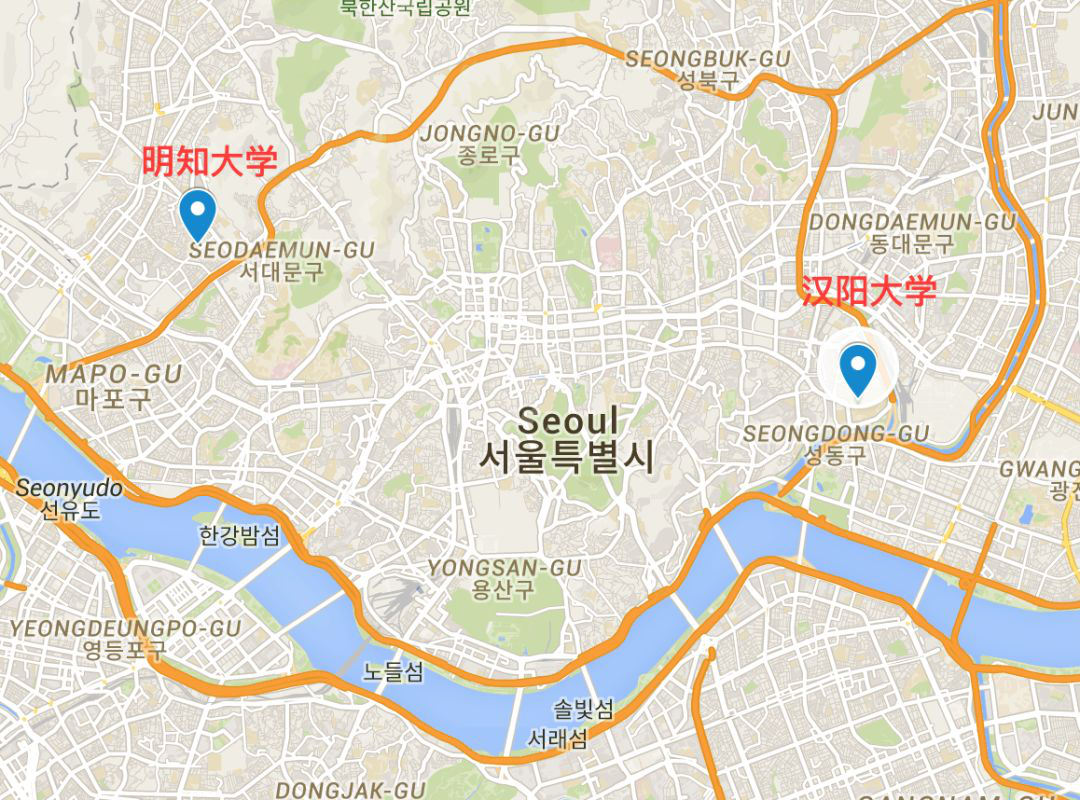 북한산국립공원
SEONGBUK-GU
성북구
JONGNO-GU
종로구
明知大学
SEODAEMUN-GU
서대문구
DONGDAEMUN-GU
동대문구
汉阳大学
MAPO-GU
마포구
Seoul
서울특별시
SEONGDONG-GU
성동구
Seonyudo
선유도
한강밤섬
YONGSAN-GU
용산구
YEONGDEUNGPO-GU
영등포구
노들섬
솔빛섬
서래섬
DONGJAK-GU
JUN
GWANG
광진